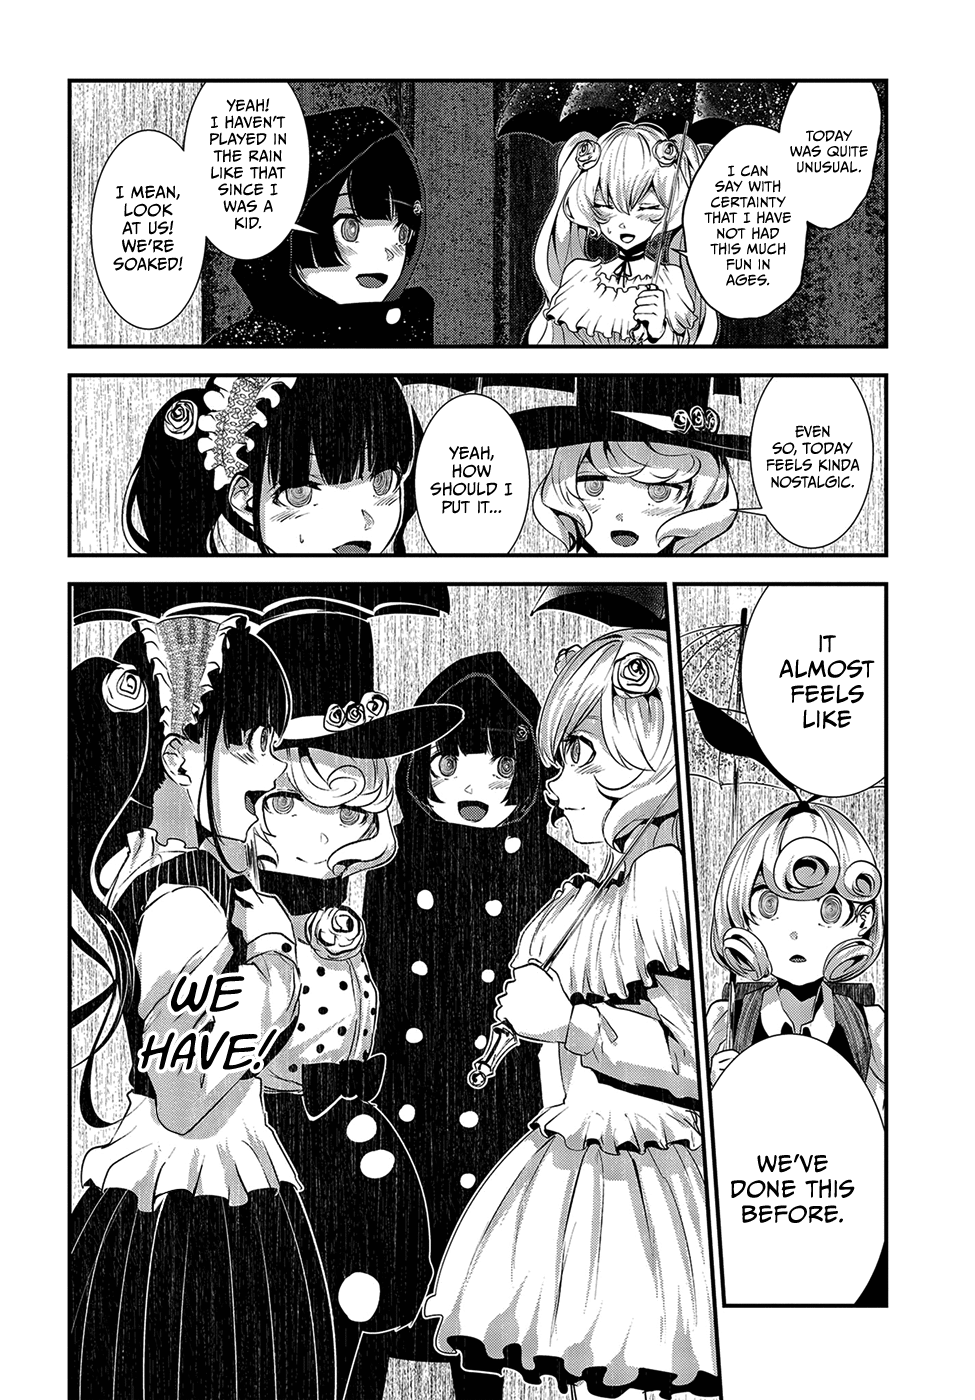 TODAY
WAS QUITE
UNUSUAL.
I CAN
SAY WITH
CERTAINTY
THAT I HAVE
NOT HAD
THIS MUCH
FUN IN
AGES.
YEAH!
I HAVEN'T
PLAYED IN
THE RAIN
LIKE THAT
SINCE I
WAS A
KID.
I MEAN,
LOOK
AT US!
WE'RE
SOAKED!
EVEN
SO, TODAY
FEELS KINDA
NOSTALGIC.
YEAH,
HOW
SHOULD I
PUT IT...
IT
ALMOST
FEELS
LIKE
WE'VE
DONE THIS
BEFORE.
WE
HAVE!